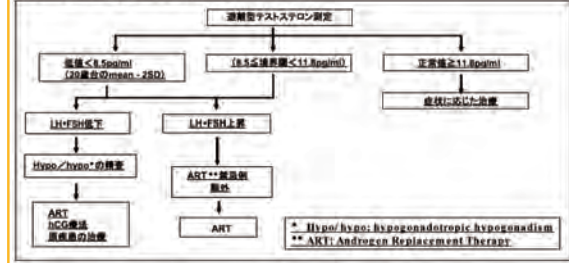 遊離型テストステロン測定
低値<8.5pg/ml
(20歳台のmean - 2SD)
(8.5≦境界閾<11.8pg/ml)
正常値≧11.8pg/ml
症状に応じた治療
LH・FSH低下
LH・FSH上昇
Hypo/hypo*の精査
ART**禁忌例
除外
ART
hCG療法
原疾患の治療
ART
* Hypo/hypo; hypogonadotropic hypogonadism
** ART; Androgen Replacement Therapy